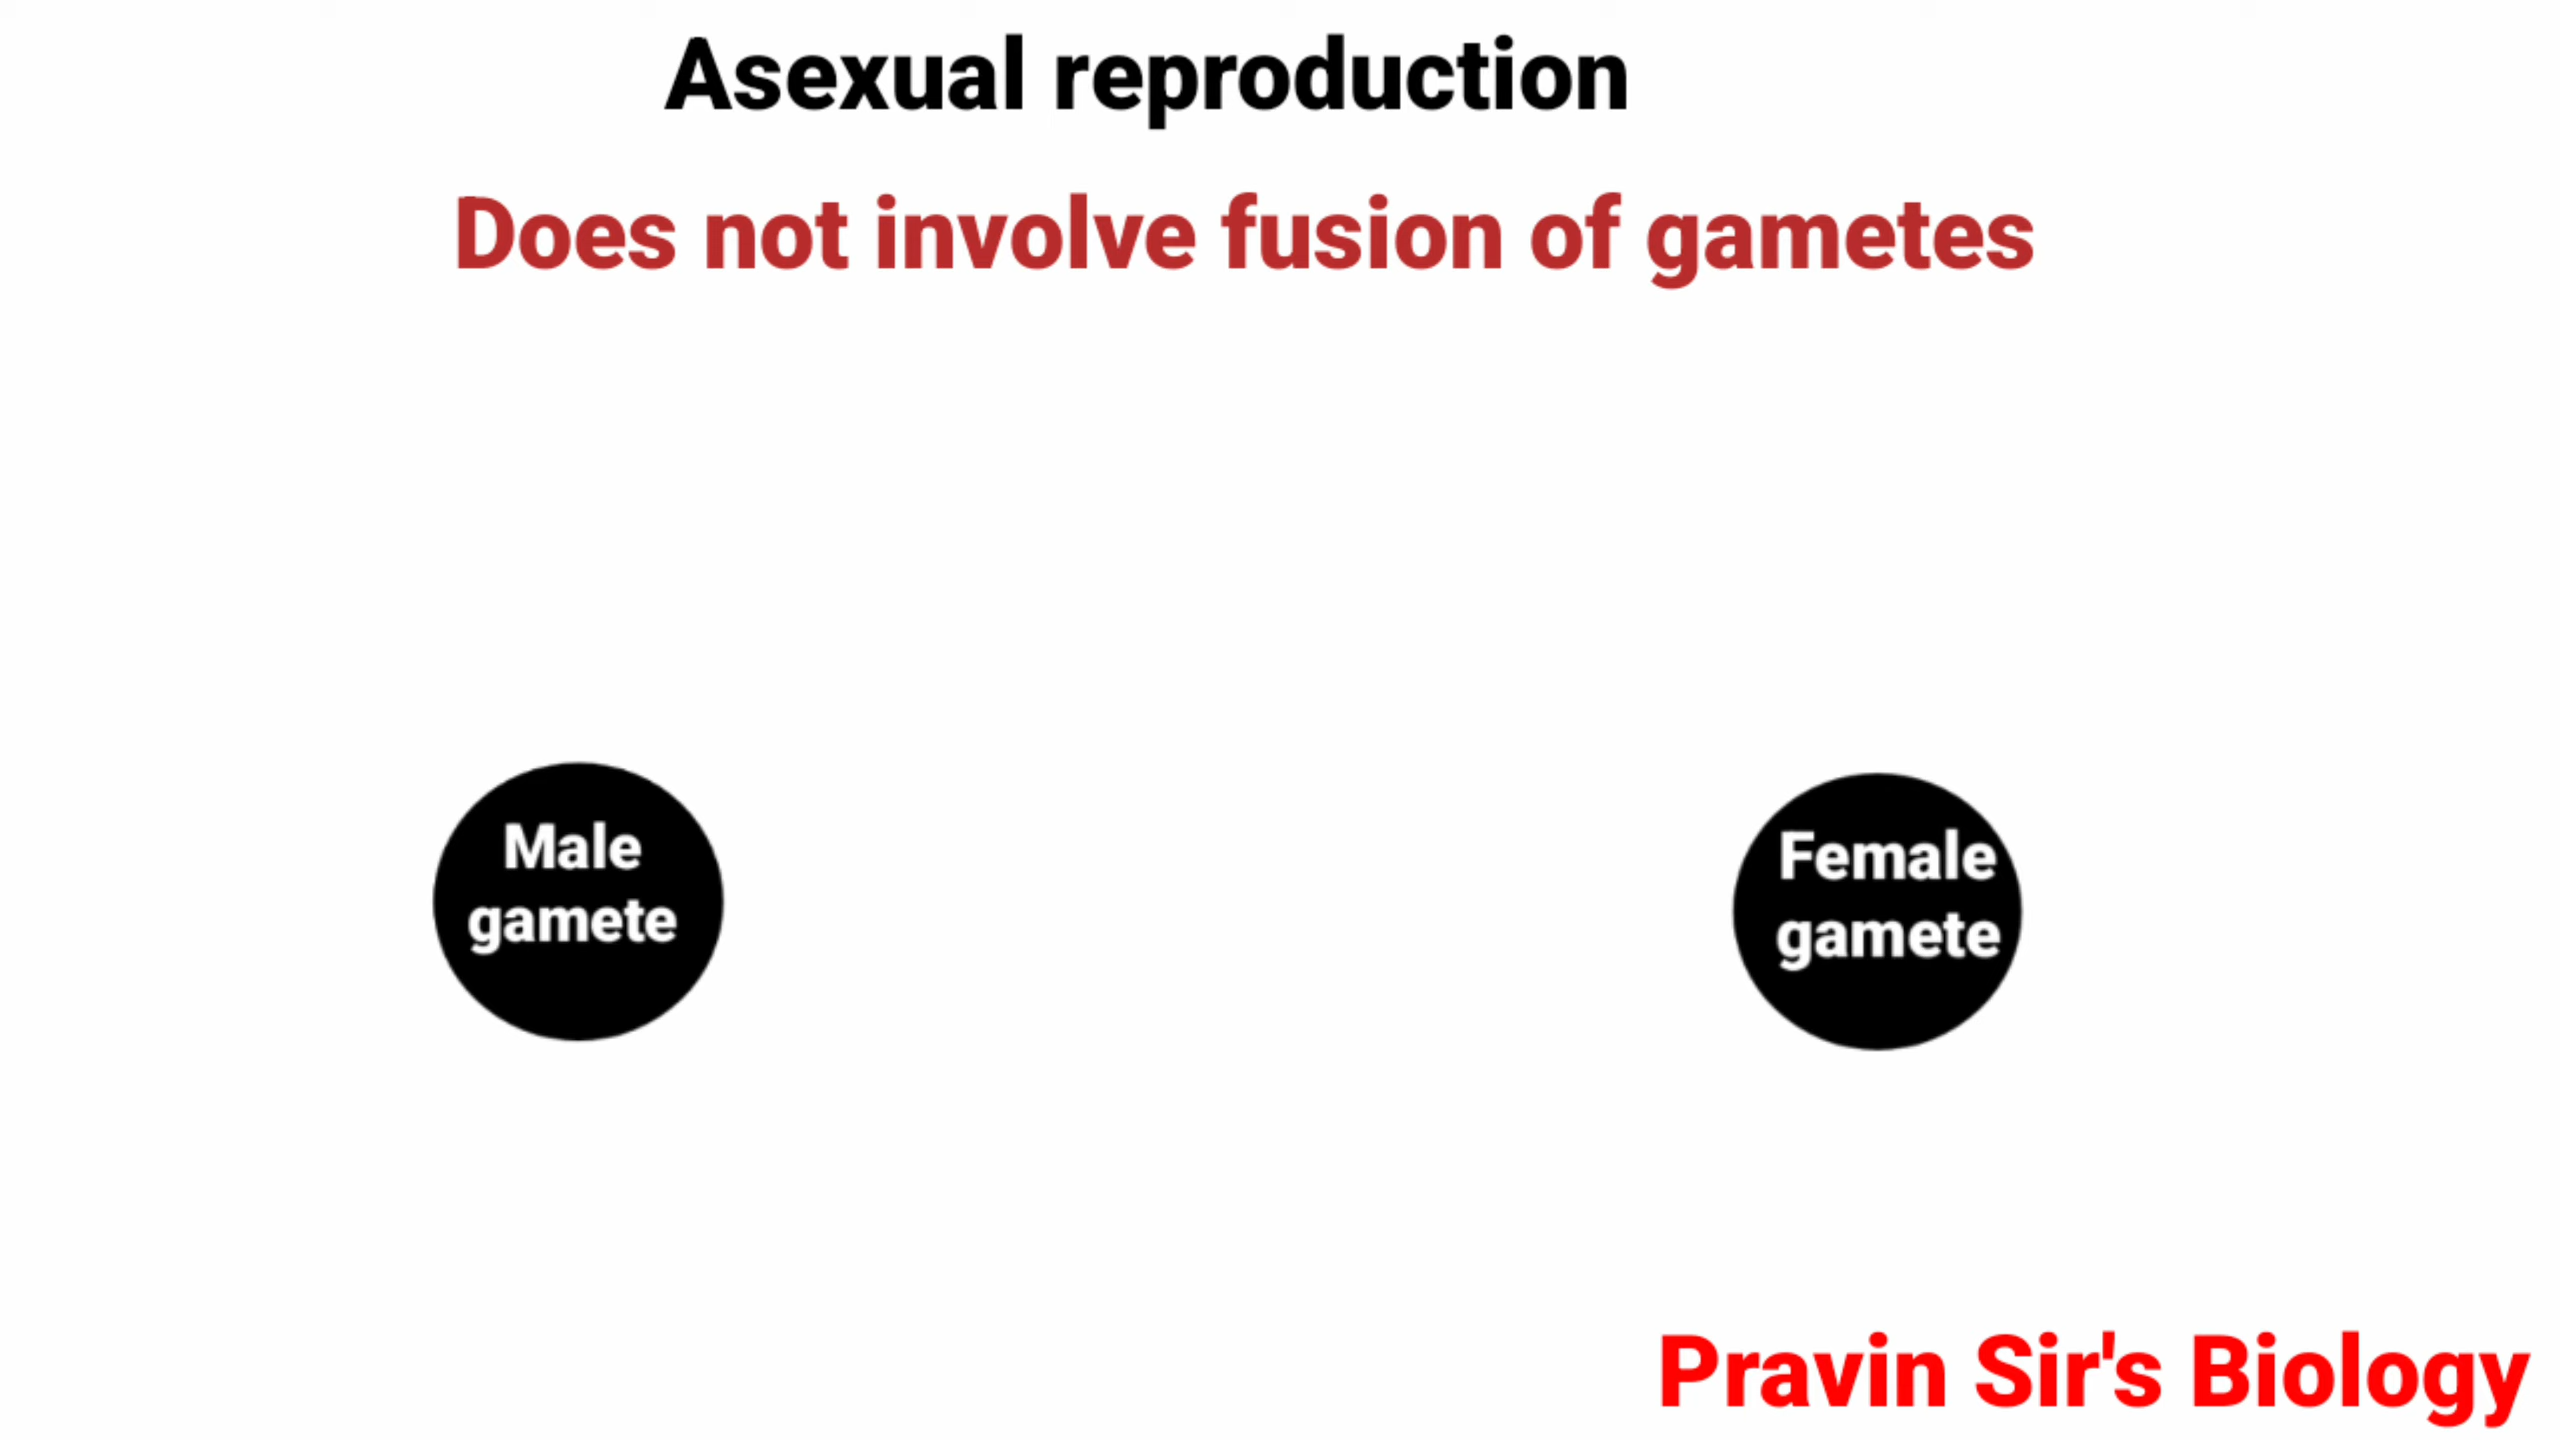 Asexual reproduction
Does not involve fusion of gametes
Male
gamete
Female
gamete
Pravin Sir's Biology